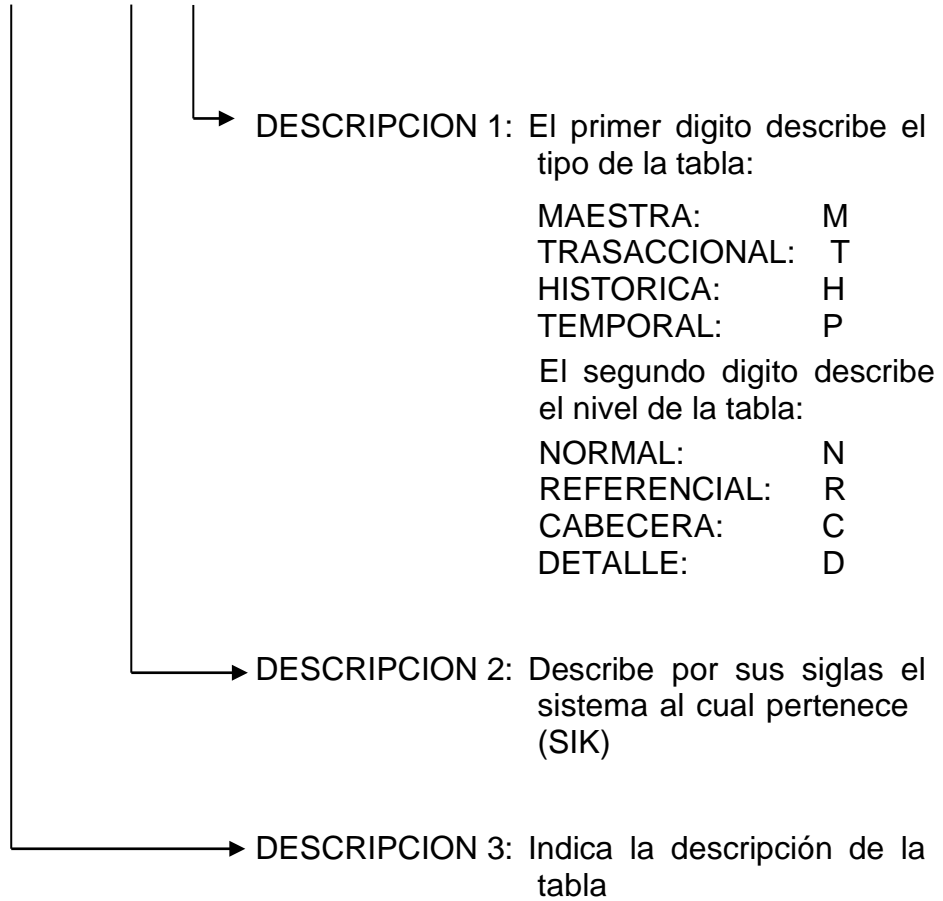 DESCRIPCION 1: El primer digito describe el
tipo de la tabla:
MAESTRA: M
TRASACCIONAL: T
HISTORICA: H
TEMPORAL: P
El segundo digito describe
el nivel de la tabla:
NORMAL: N
REFERENCIAL: R
CABECERA: C
DETALLE: D
DESCRIPCION 2: Describe por sus siglas el
sistema al cual pertenece
(SIK)
DESCRIPCION 3: Indica la descripción de la
tabla